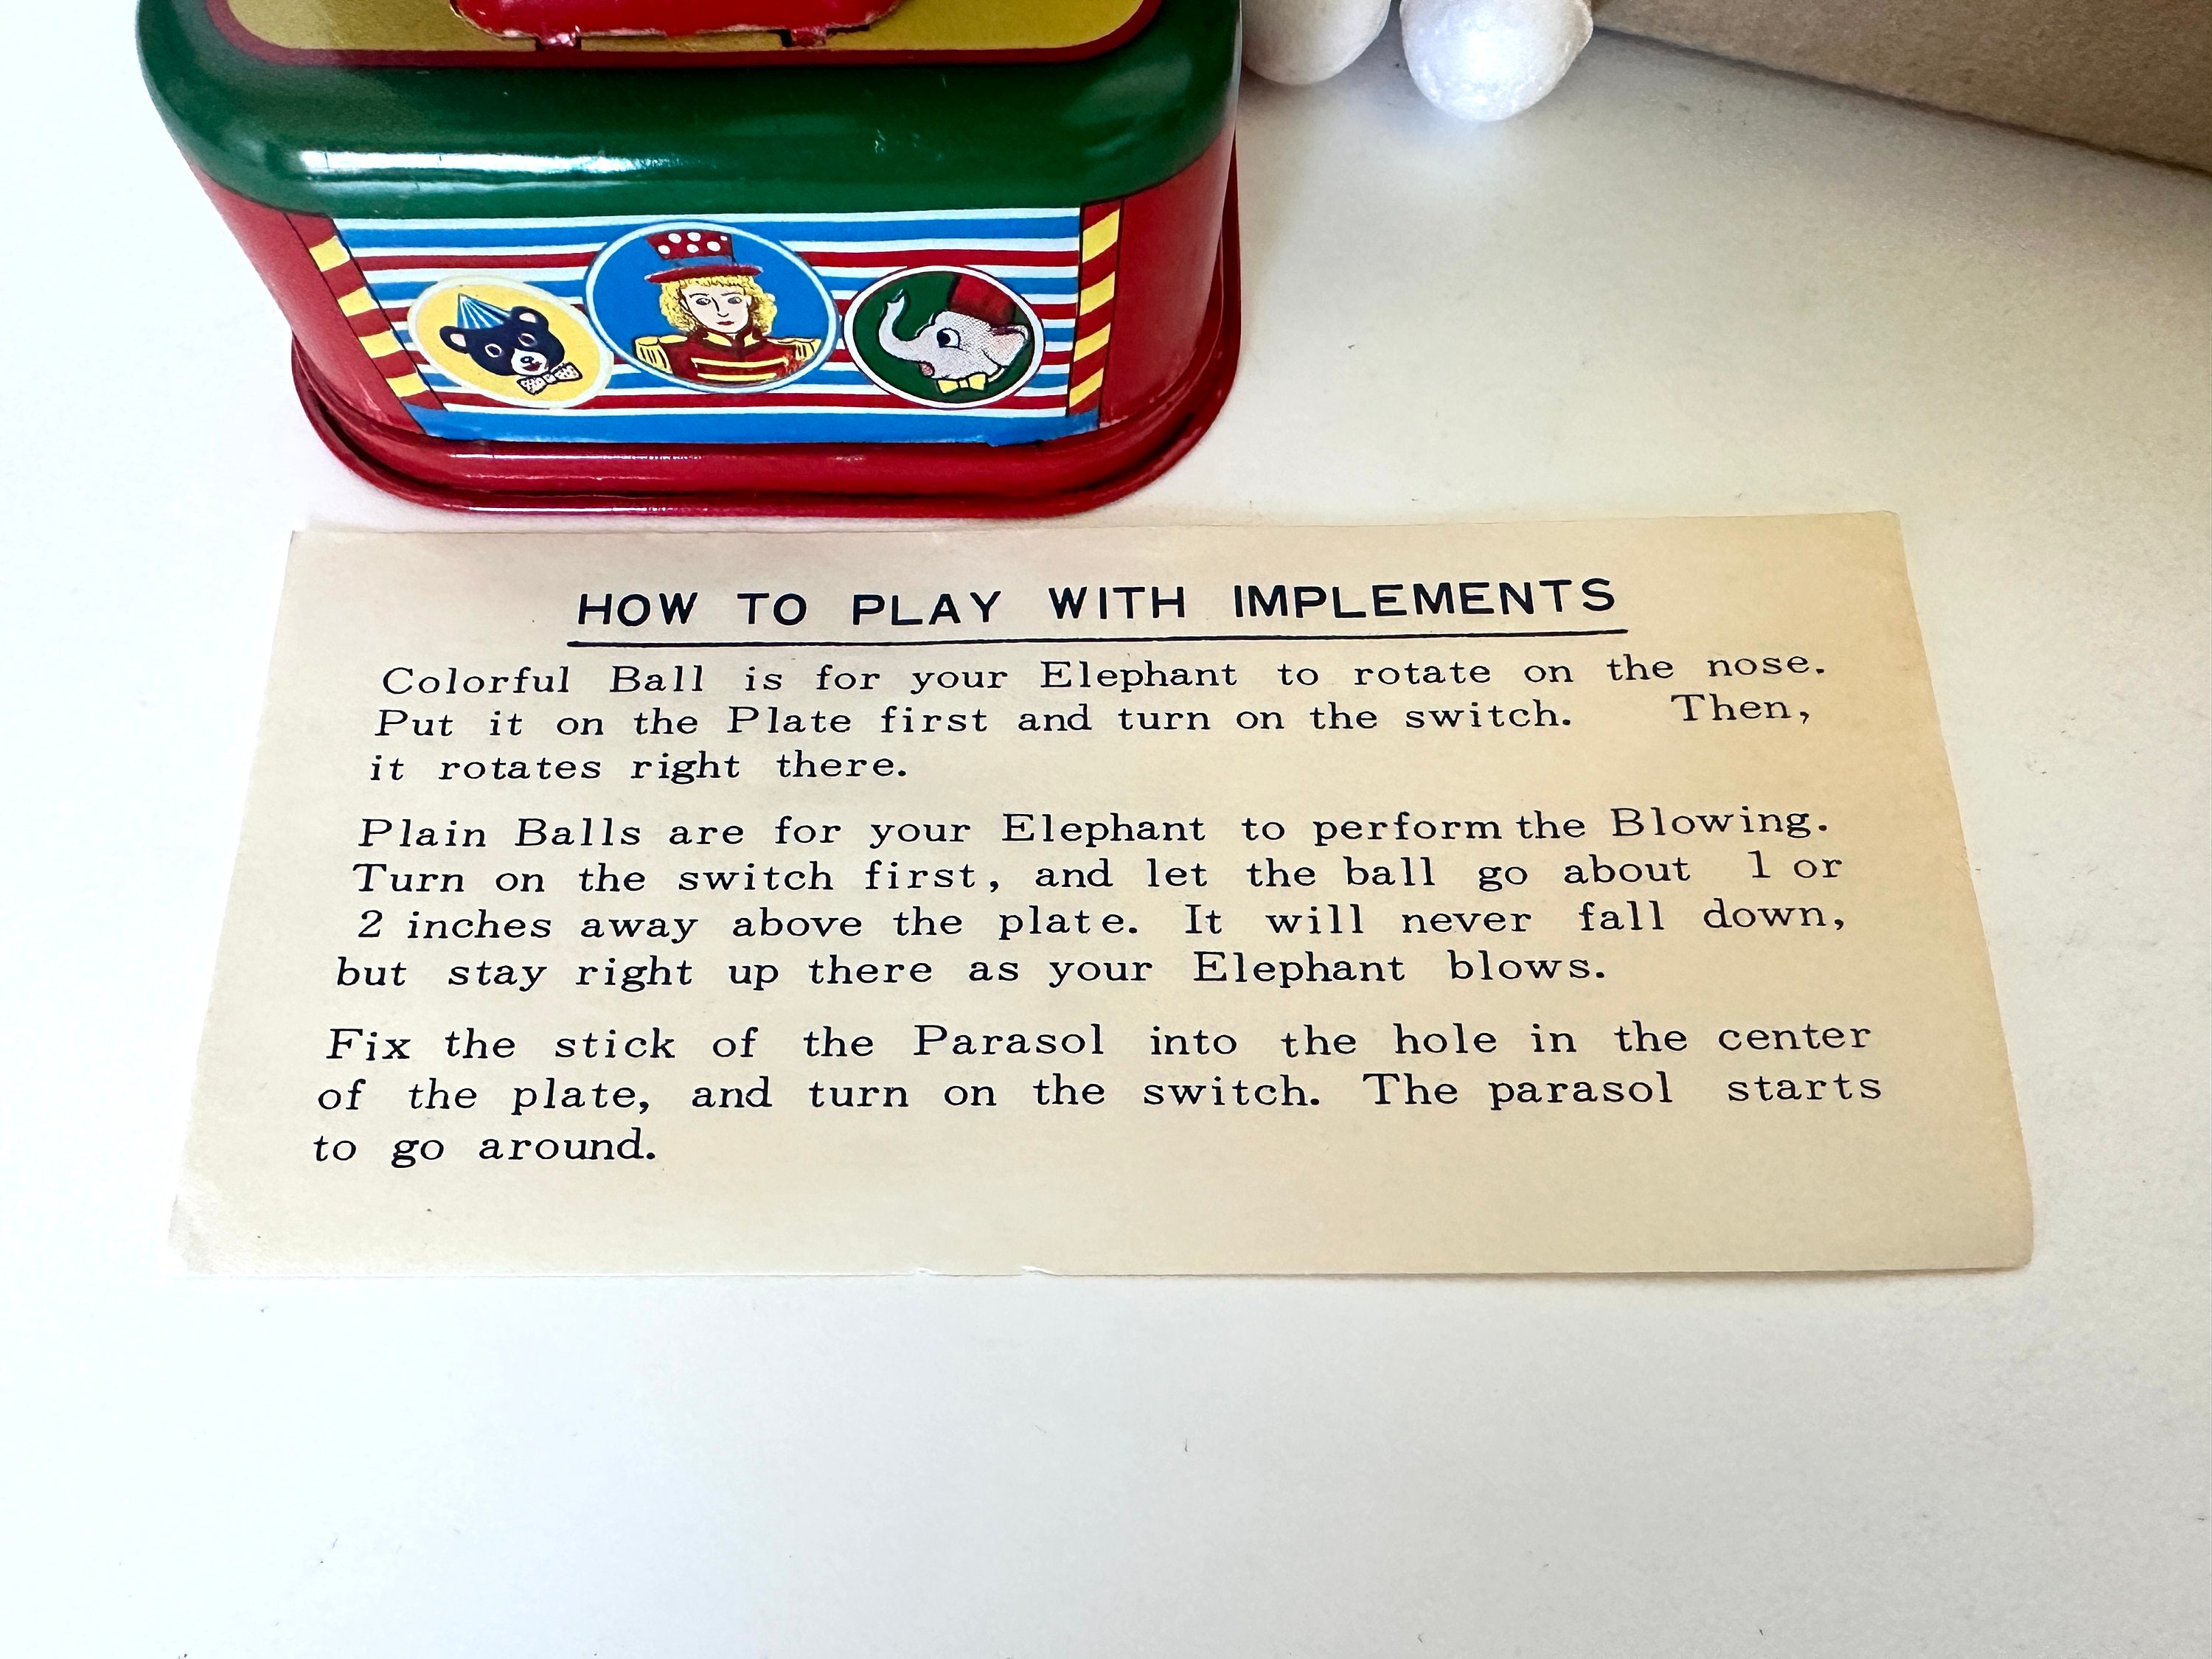 HOW TO PLAY WITH IMPLEMENTS
Colorful Ball is for your Elephant to rotate on the nose.
Put it on the Plate first and turn on the switch. Then,
it rotates right there.
Plain Balls are for your Elephant to perform the Blowing.
Turn on the switch first, and let the ball go about 1 or
2 inches away above the plate. It will never fall down,
but stay right up there as your Elephant blows.
Fix the stick of the Parasol into the hole in the center
of the plate, and turn on the switch. The parasol starts
to go around.